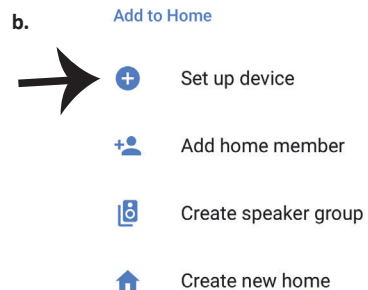 b.
Add to Home
Set up device
Add home member
Create speaker group
Create new home